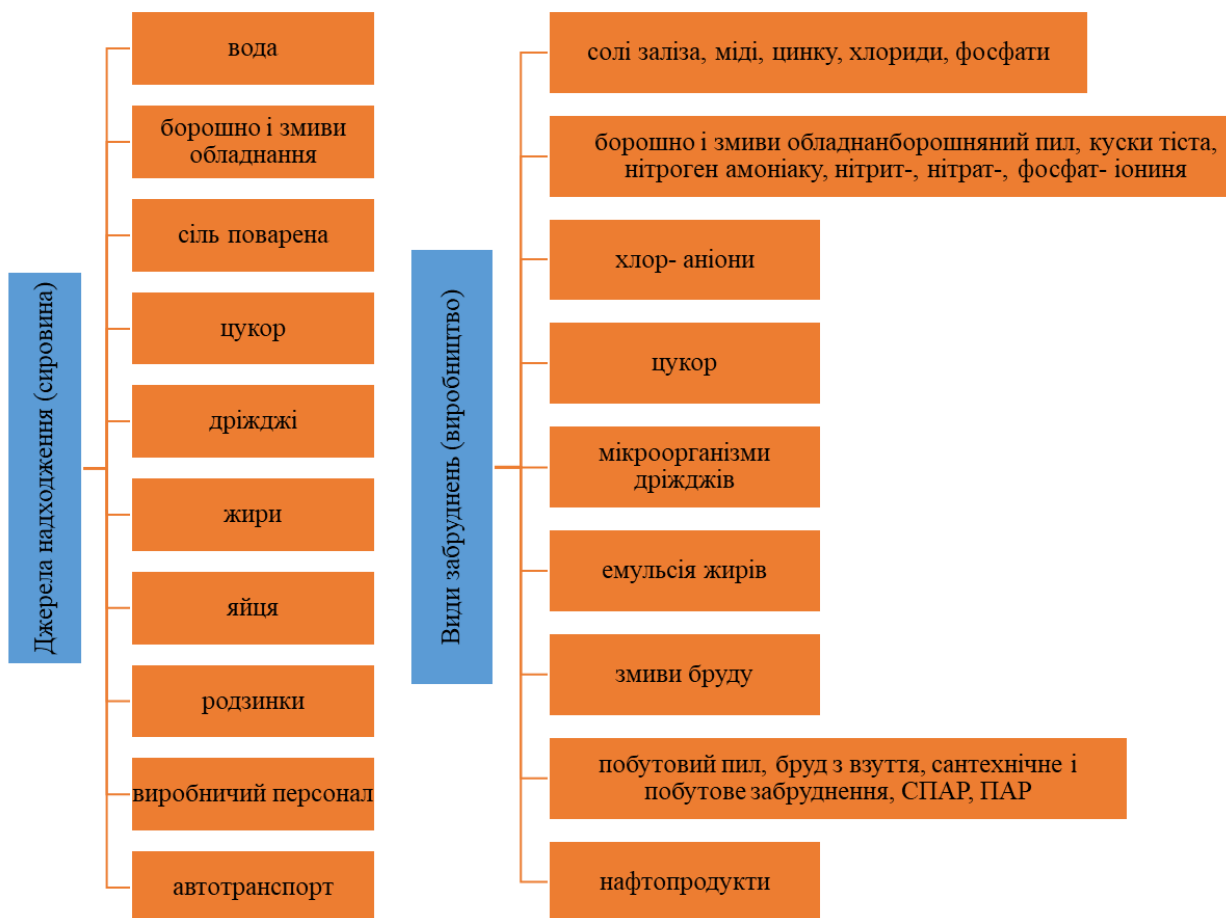 Джерела надходження (сировина)
вода
борошно і змиви
обладнання
сіль поварена
цукор
дріжджі
жири
яйця
родзинки
виробничий персонал
автотранспорт
Види забруднень (виробництво)
солі заліза, міді, цинку, хлориди, фосфати
борошно і змиви обладнанборошняний пил, куски тіста,
нітроген амоніаку, нітрит-, нітрат-, фосфат- іониня
хлор- аніони
цукор
мікроорганізми
дріжджів
емульсія жирів
змиви бруду
побутовий пил, бруд з взуття, сантехнічне і
побутове забруднення, СПАР, ПАР
нафтопродукти